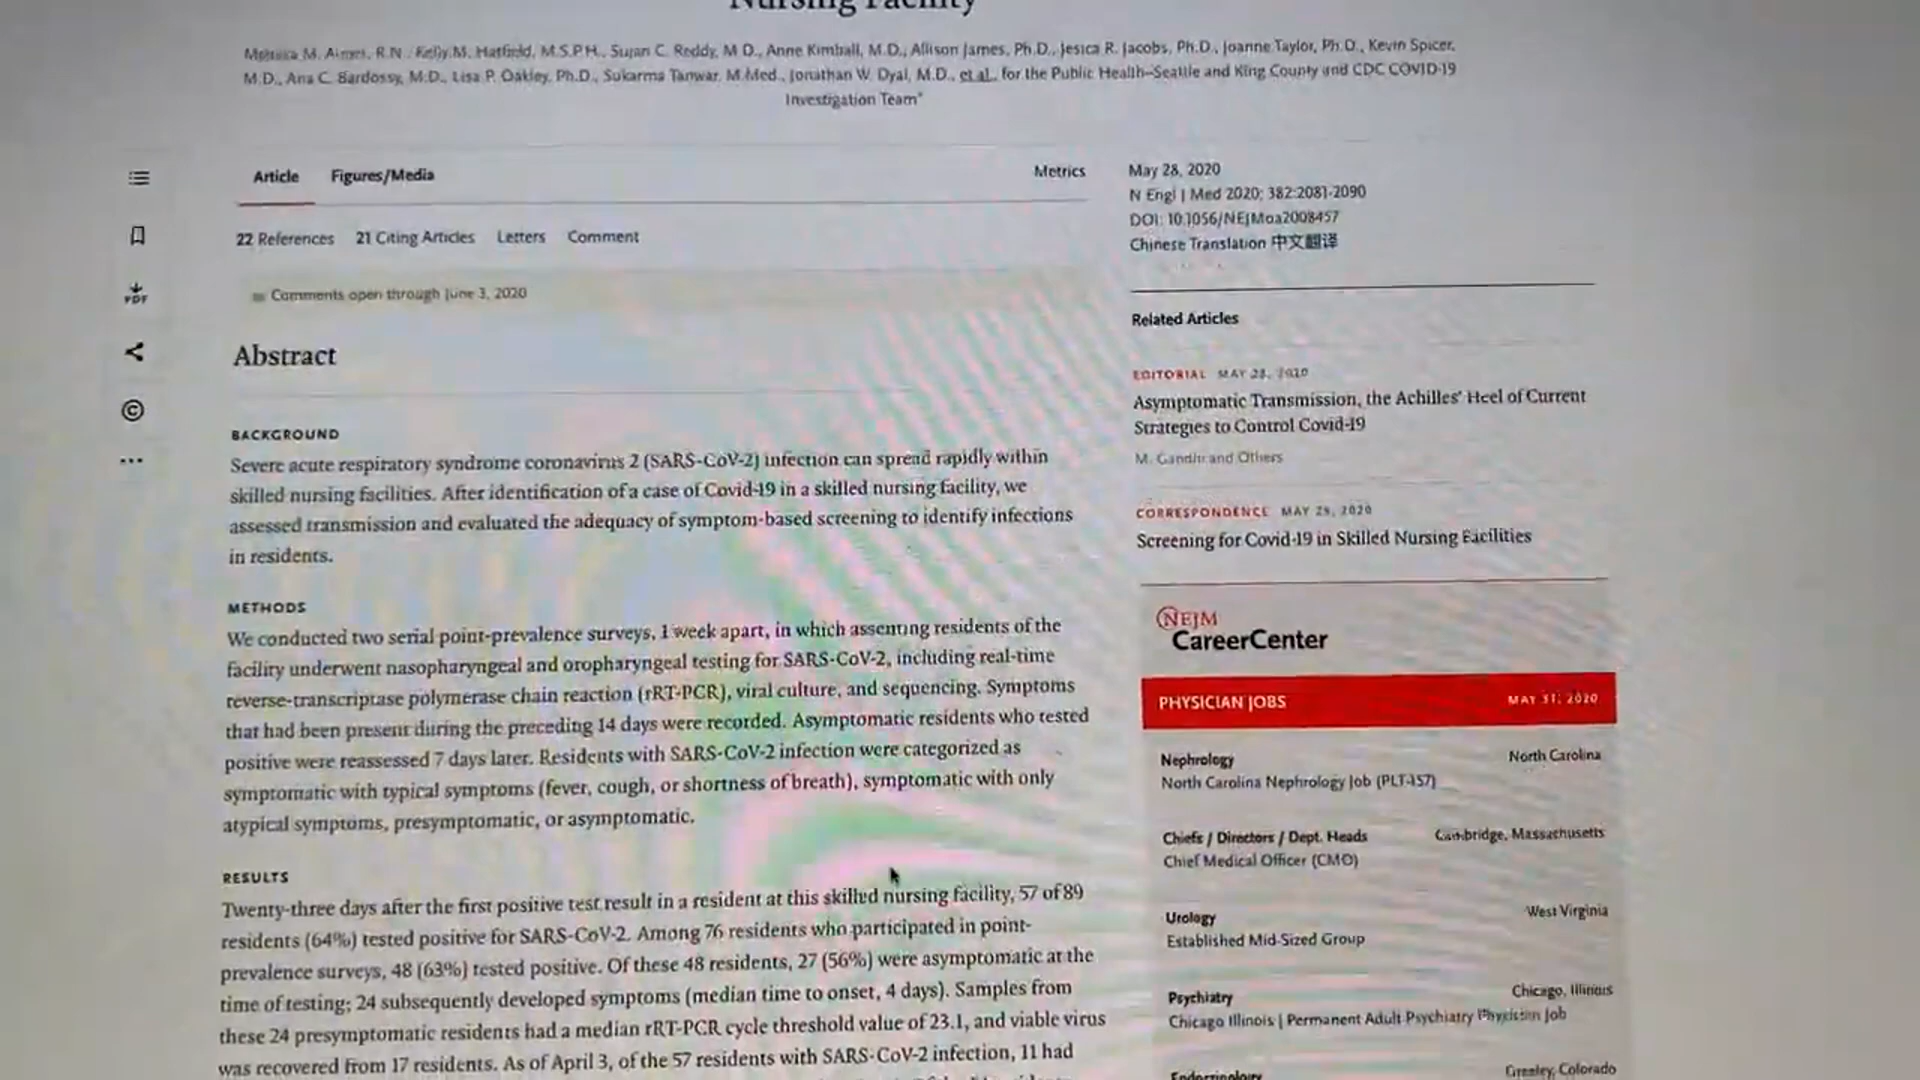 Nursing Facility
M. R.N., Kelly M. Hatfield, M.S.P.H., Sujan C. Reddy, M.D., Anne Kimball, M.D., Allison James, Ph.D., Jesica R. Jacobs, Ph.D., Joanne Taylor, Ph.D., Kevin Spicer,
M.D., Ana C. Bardossy, M.D., Lisa P. Oakley, Ph.D., Sukarma Tanwar, M.Med., Jonathan W. Dyal, M.D., et al., for the Public Health–Seattle and King County and CDC COVID-19
Investigation Team*
Article Figures/Media Metrics
22 References 21 Citing Articles Letters Comment
Comments open through June 3, 2020
PDF
Abstract
BACKGROUND
Severe acute respiratory syndrome coronavirus 2 (SARS-CoV-2) infection can spread rapidly within
skilled nursing facilities. After identification of a case of Covid-19 in a skilled nursing facility, we
assessed transmission and evaluated the adequacy of symptom-based screening to identify infections
in residents.
METHODS
We conducted two serial point-prevalence surveys, 1 week apart, in which assenting residents of the
facility underwent nasopharyngeal and oropharyngeal testing for SARS-CoV-2, including real-time
reverse-transcriptase polymerase chain reaction (rRT-PCR), viral culture, and sequencing. Symptoms
that had been present during the preceding 14 days were recorded. Asymptomatic residents who tested
positive were reassessed 7 days later. Residents with SARS-CoV-2 infection were categorized as
symptomatic with typical symptoms (fever, cough, or shortness of breath), symptomatic with only
atypical symptoms, presymptomatic, or asymptomatic.
RESULTS
Twenty-three days after the first positive test result in a resident at this skilled nursing facility, 57 of 89
residents (64%) tested positive for SARS-CoV-2. Among 76 residents who participated in point-
prevalence surveys, 48 (63%) tested positive. Of these 48 residents, 27 (56%) were asymptomatic at the
time of testing; 24 subsequently developed symptoms (median time to onset, 4 days). Samples from
these 24 presymptomatic residents had a median rRT-PCR cycle threshold value of 23.1, and viable virus
was recovered from 17 residents. As of April 3, of the 57 residents with SARS-CoV-2 infection, 11 had
May 28, 2020
N Engl J Med 2020; 382:2081-2090
DOI: 10.1056/NEJMoa2008457
Chinese Translation 中文翻译
Related Articles
EDITORIAL MAY 28, 2020
Asymptomatic Transmission, the Achilles' Heel of Current
Strategies to Control Covid-19
M. Gandhi and Others
CORRESPONDENCE MAY 28, 2020
Screening for Covid-19 in Skilled Nursing Facilities
NEJM
CareerCenter
PHYSICIAN JOBS MAY 31, 2020
Nephrology North Carolina
North Carolina Nephrology Job (PLT-157)
Chiefs / Directors / Dept. Heads Cambridge, Massachusetts
Chief Medical Officer (CMO)
Urology West Virginia
Established Mid-Sized Group
Psychiatry Chicago, Illinois
Chicago Illinois | Permanent Adult Psychiatry Physician Job
Endocrinology Greeley, Colorado